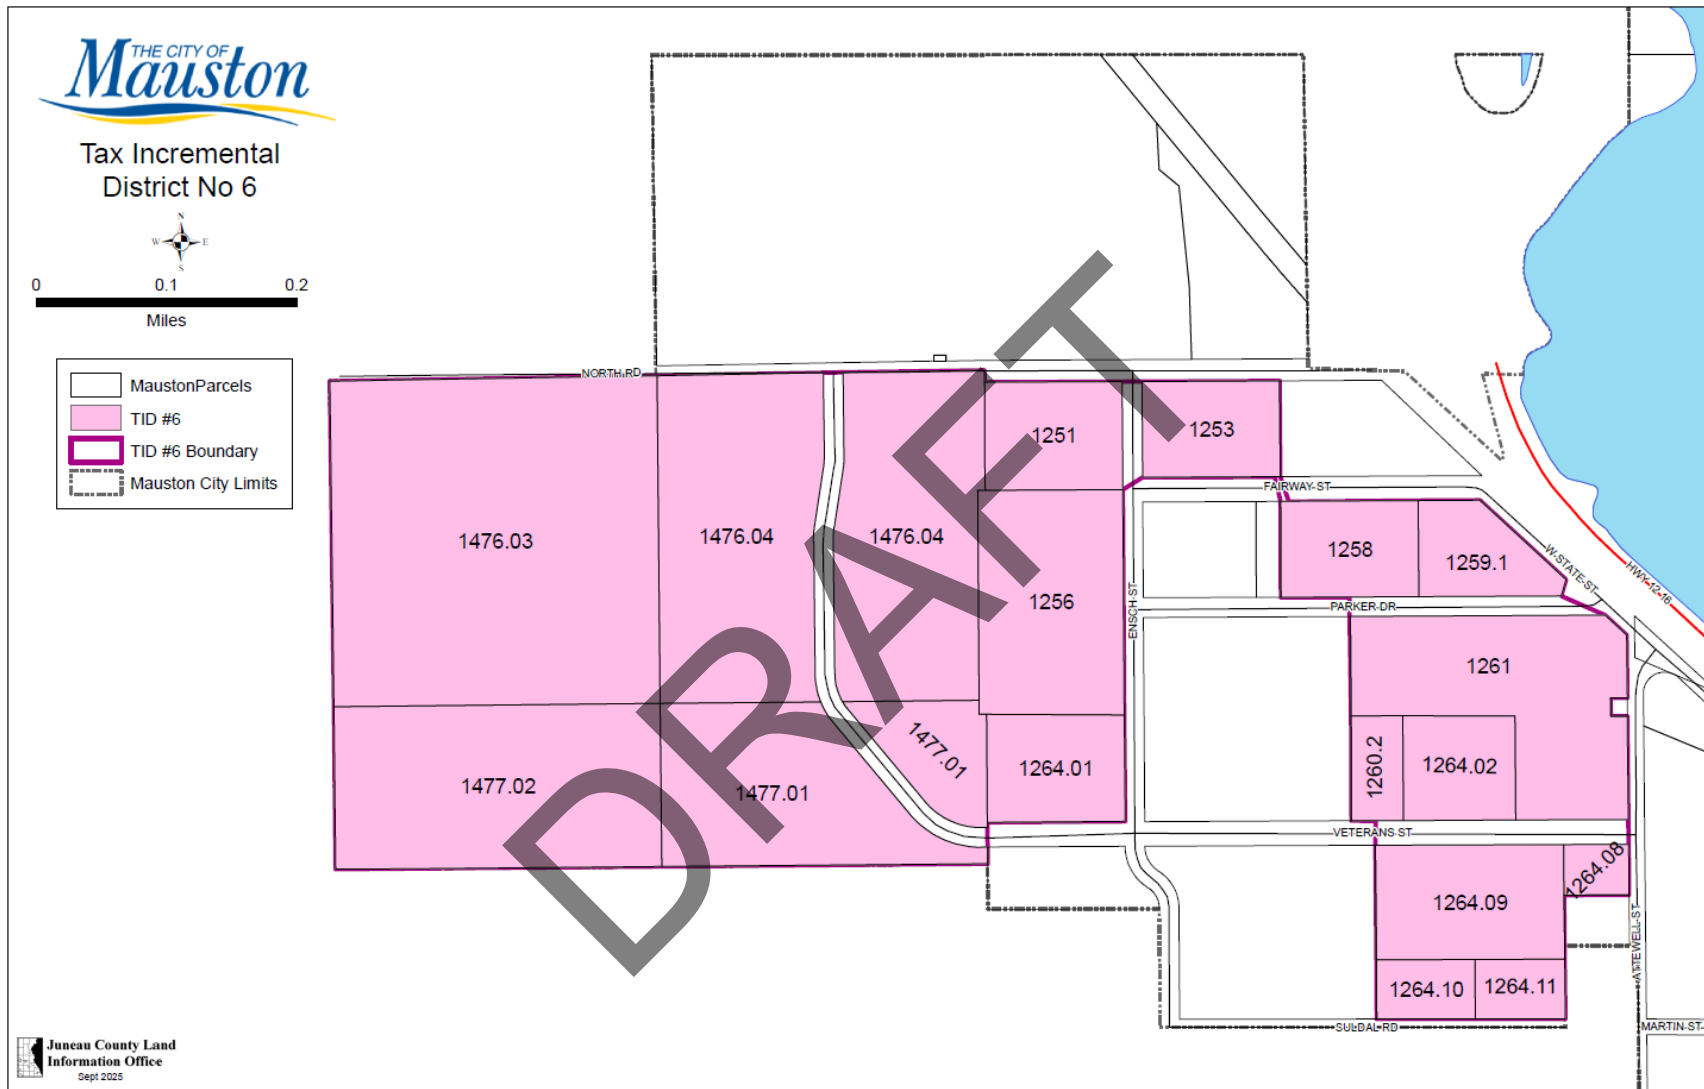 THE CITY OF
Mauston
Tax Incremental
District No 6
N
W E
S
0 0.1 0.2
Miles
MaustonParcels
TID #6
TID #6 Boundary
Mauston City Limits
NORTH RD
1251
1253
FAIRWAY ST
1476.03
1476.04
1476.04
1256
1258
1259.1
W STATE ST
HWY 12-16
ENSCH ST
PARKER DR
1261
1477.02
1477.01
1477.01
1264.01
1260.2
1264.02
VETERANS ST
1264.08
1264.09
ATTEWELL ST
1264.10
1264.11
SULDAL RD
MARTIN ST
DRAFT
Juneau County Land
Information Office
Sept 2025